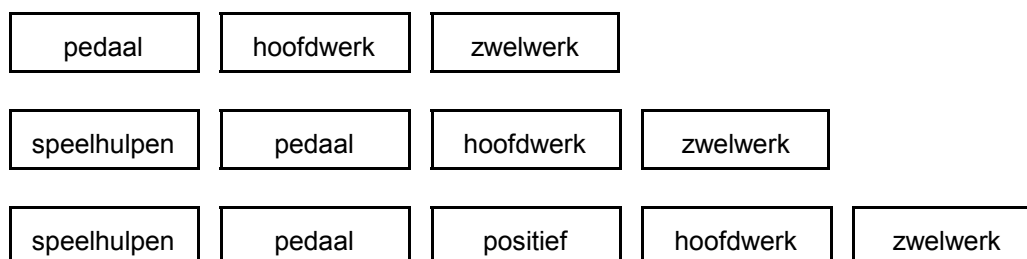 pedaal hoofdwerk zwelwerk
speelhulpen pedaal hoofdwerk zwelwerk
speelhulpen pedaal positief hoofdwerk zwelwerk